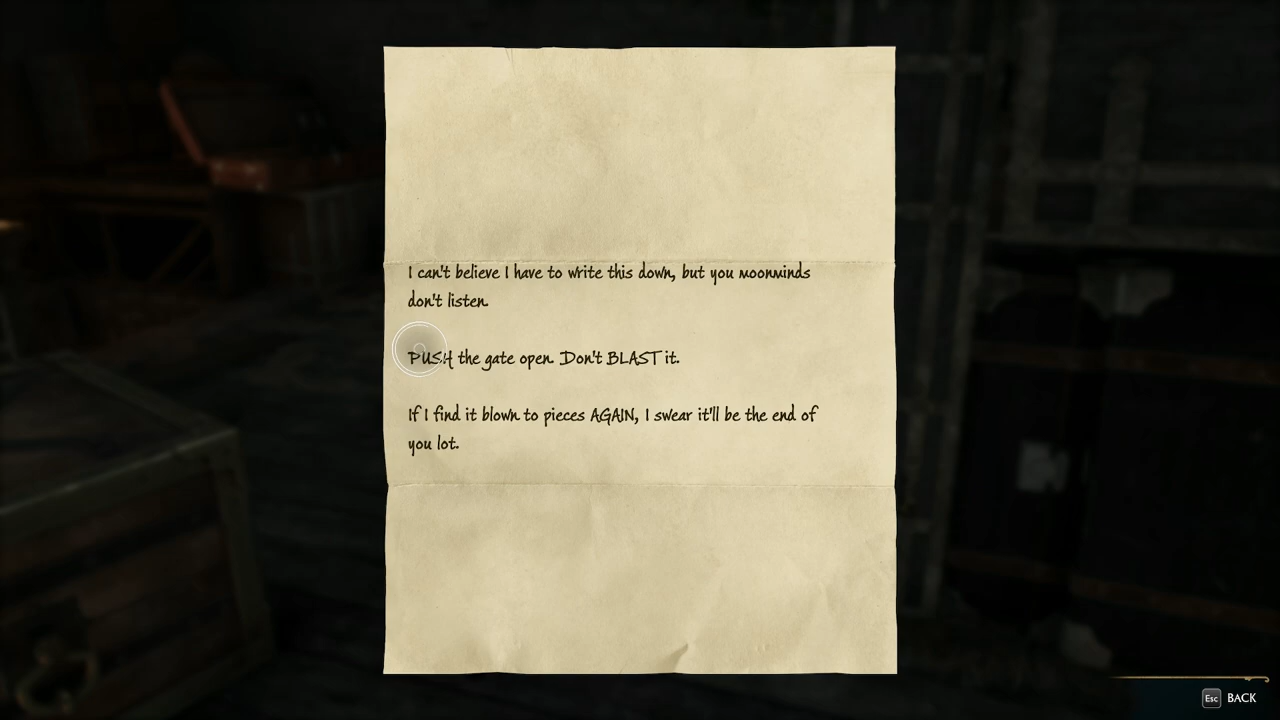 I can't believe I have to write this down, but you moonminds
don't listen.
PUSH the gate open. Don't BLAST it.
If I find it blown to pieces AGAIN, I swear it'll be the end of
you lot.
Esc BACK